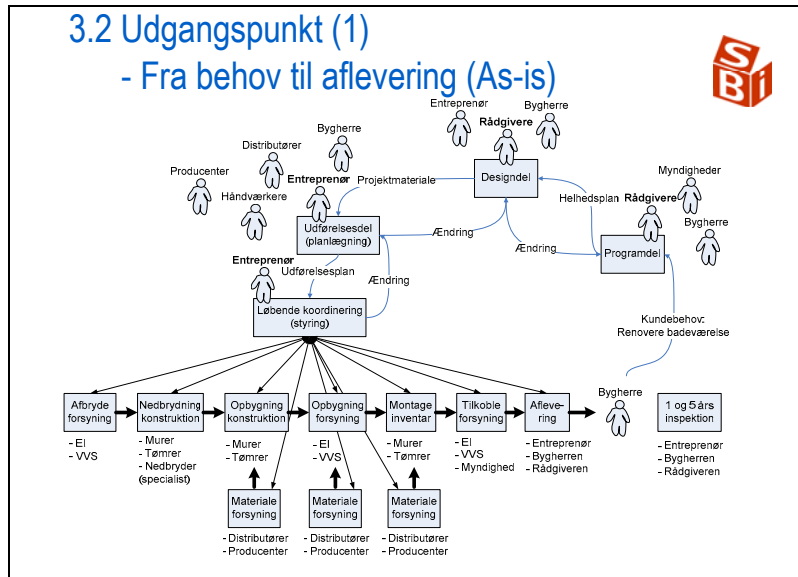 3.2 Udgangspunkt (1)
- Fra behov til aflevering (As-is)
S
B i
Entreprenør
Rådgivere
Bygherre
Bygherre
Distributører
Producenter
Entreprenør
Håndværkere
Projektmateriale
Designdel
Myndigheder
Helhedsplan
Rådgivere
Bygherre
Udførelsesdel
(planlægning)
Ændring
Ændring
Programdel
Entreprenør
Udførelsesplan
Ændring
Løbende koordinering
(styring)
Kundebehov:
Renovere badeværelse
Bygherre
Afbryde
forsyning
- El
- VVS
Nedbrydning
konstruktion
- Murer
- Tømrer
- Nedbryder
(specialist)
Opbygning
konstruktion
- Murer
- Tømrer
Opbygning
forsyning
- El
- VVS
Montage
inventar
- Murer
- Tømrer
Tilkoble
forsyning
- El
- VVS
- Myndighed
Afleve-
ring
- Entreprenør
- Bygherren
- Rådgiveren
1 og 5 års
inspektion
- Entreprenør
- Bygherren
- Rådgiveren
Materiale
forsyning
- Distributører
- Producenter
Materiale
forsyning
- Distributører
- Producenter
Materiale
forsyning
- Distributører
- Producenter